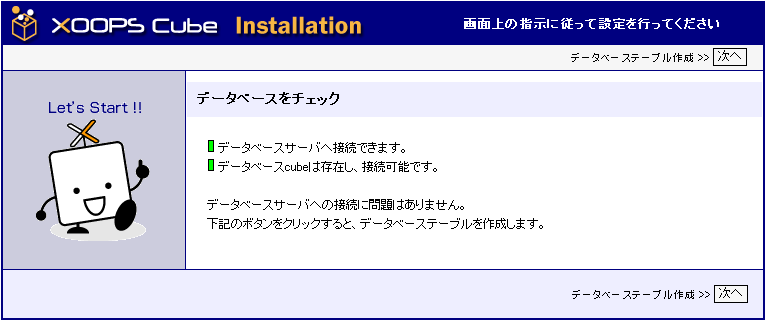 XOOPS Cube Installation 画面上の指示に従って設定を行ってください
データベーステーブル作成 >> 次へ
Let's Start !!
データベースをチェック
データベースサーバへ接続できます。
データベースcubeは存在し、接続可能です。
データベースサーバへの接続に問題はありません。
下記のボタンをクリックすると、データベーステーブルを作成します。
データベーステーブル作成 >> 次へ